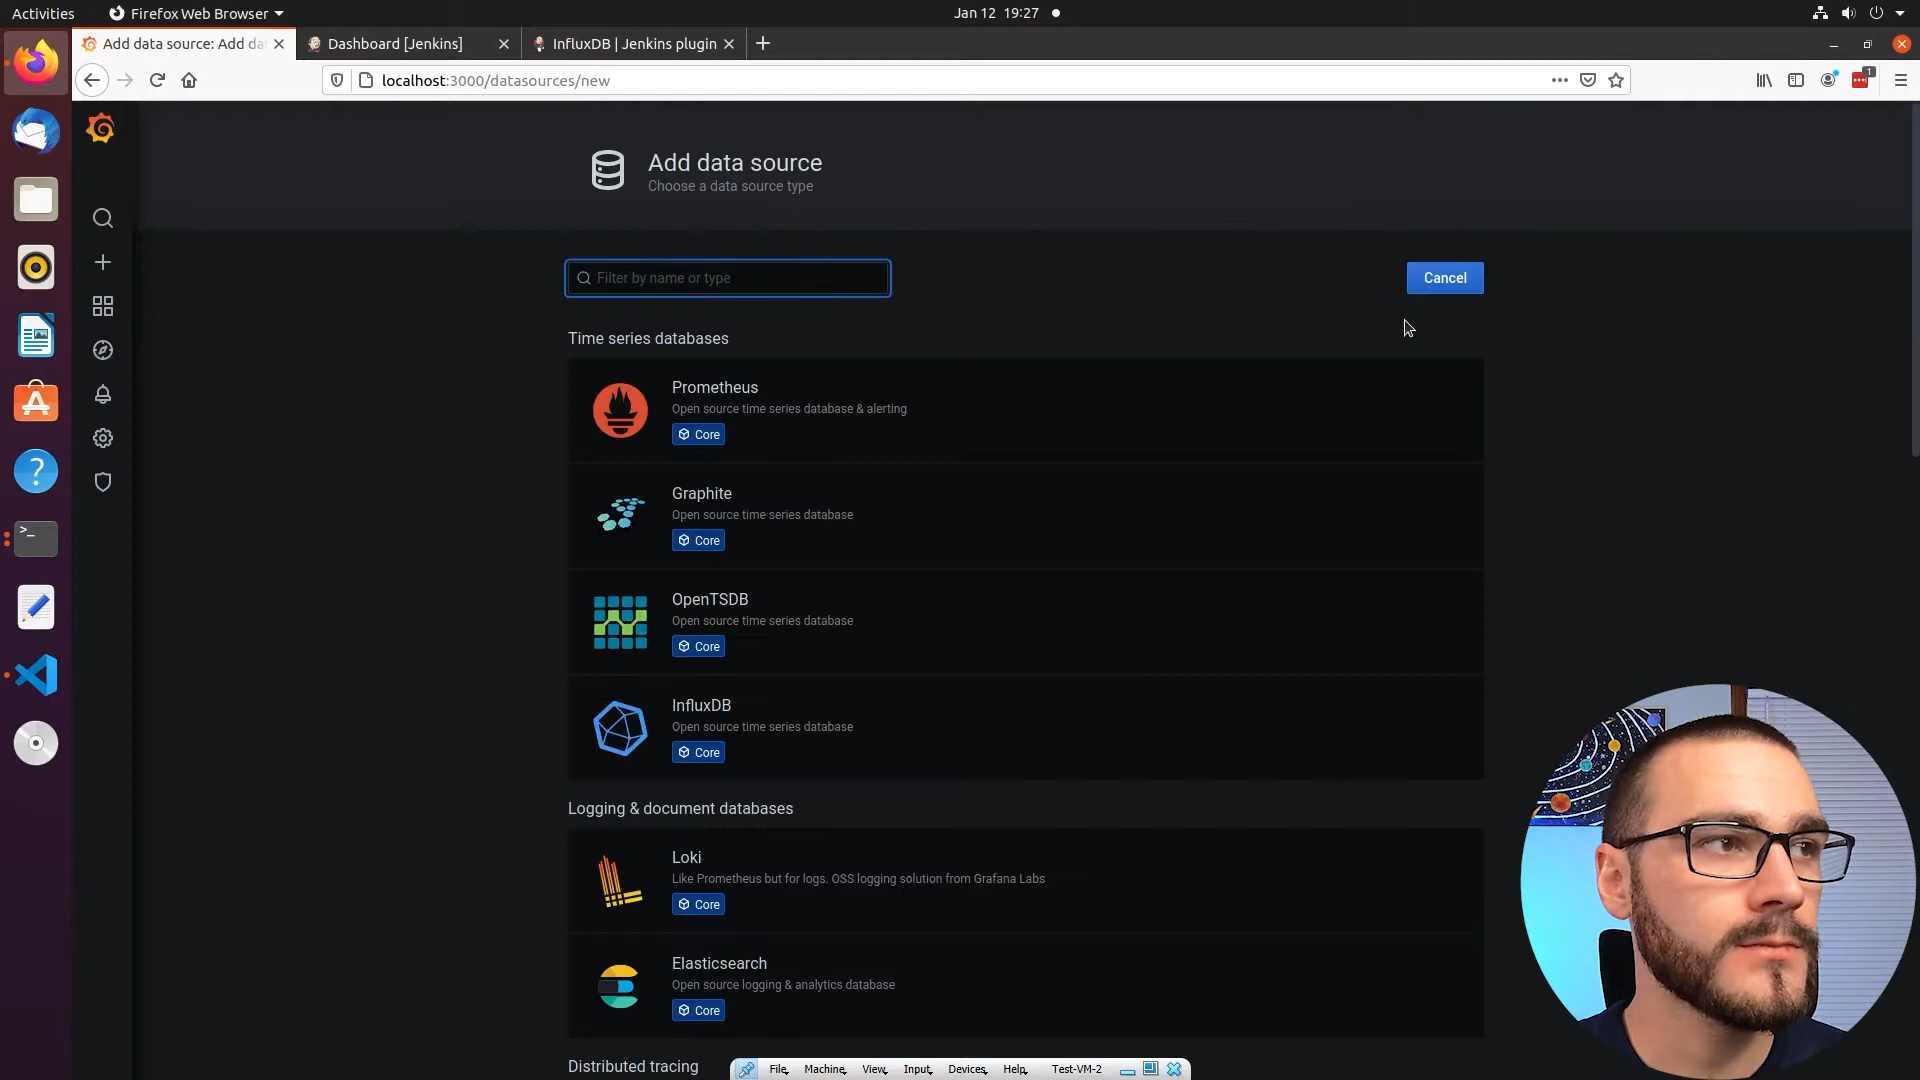 Activities Firefox Web Browser Jan 12 19:27
Add data source: Add da Dashboard [Jenkins] InfluxDB | Jenkins plugin
localhost:3000/datasources/new 1
Add data source
Choose a data source type
Filter by name or type Cancel
Time series databases
Prometheus
Open source time series database & alerting
Core
Graphite
Open source time series database
Core
OpenTSDB
Open source time series database
Core
InfluxDB
Open source time series database
Core
Logging & document databases
Loki
Like Prometheus but for logs. OSS logging solution from Grafana Labs
Core
Elasticsearch
Open source logging & analytics database
Core
Distributed tracing
File Machine View Input Devices Help Test-VM-2